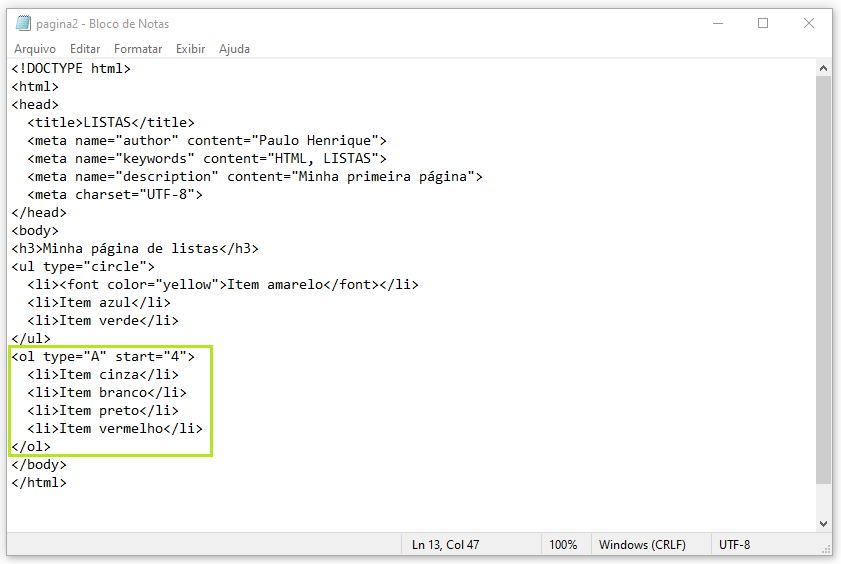 pagina2 - Bloco de Notas
Arquivo Editar Formatar Exibir Ajuda
<!DOCTYPE html>
<html>
<head>
  <title>LISTAS</title>
  <meta name="author" content="Paulo Henrique">
  <meta name="keywords" content="HTML, LISTAS">
  <meta name="description" content="Minha primeira página">
  <meta charset="UTF-8">
</head>
<body>
<h3>Minha página de listas</h3>
<ul type="circle">
  <li><font color="yellow">Item amarelo</font></li>
  <li>Item azul</li>
  <li>Item verde</li>
</ul>
<ol type="A" start="4">
  <li>Item cinza</li>
  <li>Item branco</li>
  <li>Item preto</li>
  <li>Item vermelho</li>
</ol>
</body>
</html>
Ln 13, Col 47 100% Windows (CRLF) UTF-8